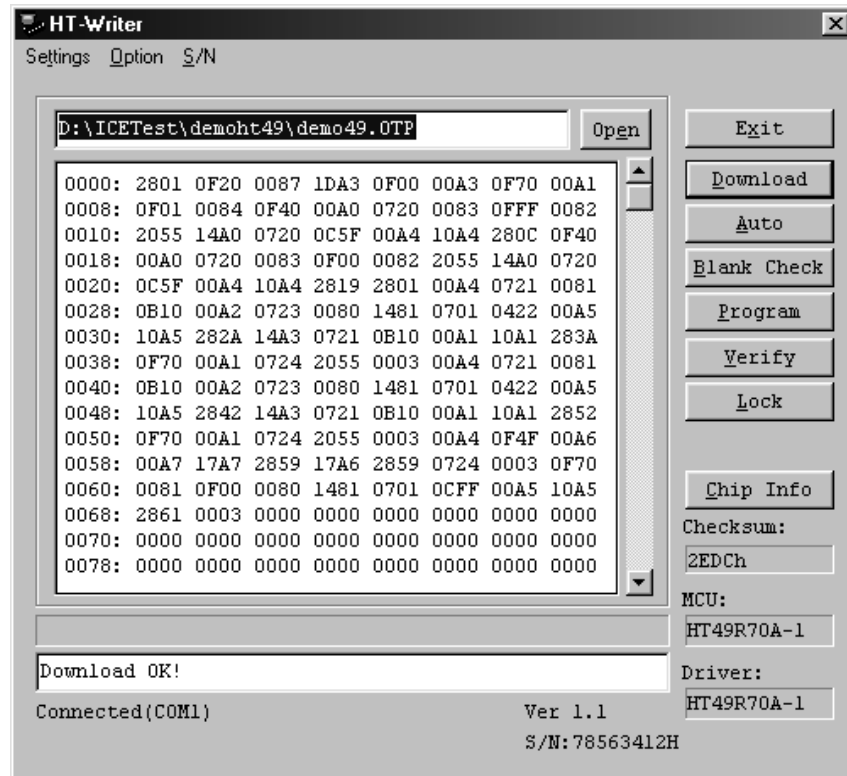 HT-Writer
Settings Option S/N
D:\ICETest\demoht49\demo49.OTP
Open
0000: 2801 0F20 0087 1DA3 0F00 00A3 0F70 00A1
0008: 0F01 0084 0F40 00A0 0720 0083 0FFF 0082
0010: 2055 14A0 0720 0C5F 00A4 10A4 280C 0F40
0018: 00A0 0720 0083 0F00 0082 2055 14A0 0720
0020: 0C5F 00A4 10A4 2819 2801 00A4 0721 0081
0028: 0B10 00A2 0723 0080 1481 0701 0422 00A5
0030: 10A5 282A 14A3 0721 0B10 00A1 10A1 283A
0038: 0F70 00A1 0724 2055 0003 00A4 0721 0081
0040: 0B10 00A2 0723 0080 1481 0701 0422 00A5
0048: 10A5 2842 14A3 0721 0B10 00A1 10A1 2852
0050: 0F70 00A1 0724 2055 0003 00A4 0F4F 00A6
0058: 00A7 17A7 2859 17A6 2859 0724 0003 0F70
0060: 0081 0F00 0080 1481 0701 0CFF 00A5 10A5
0068: 2861 0003 0000 0000 0000 0000 0000 0000
0070: 0000 0000 0000 0000 0000 0000 0000 0000
0078: 0000 0000 0000 0000 0000 0000 0000 0000
Exit
Download
Auto
Blank Check
Program
Verify
Lock
Chip Info
Checksum:
2EDCh
MCU:
HT49R70A-1
Driver:
HT49R70A-1
Download OK!
Connected(COM1)
Ver 1.1
S/N:78563412H